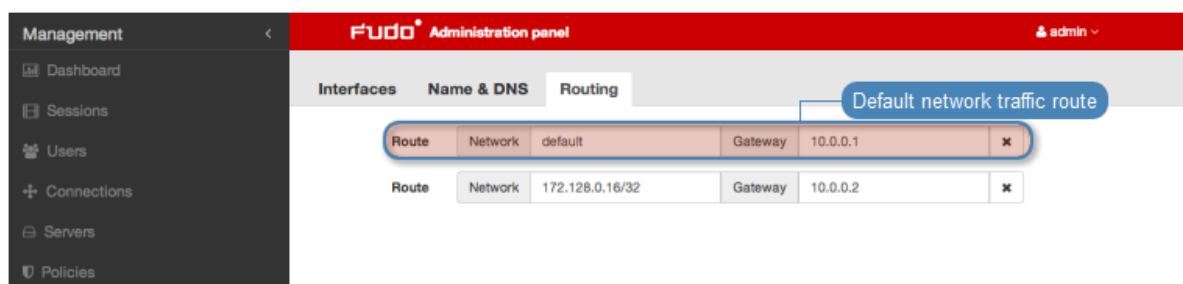 Management
FUDO Administration panel
admin
Dashboard
Sessions
Users
Connections
Servers
Policies
Interfaces Name & DNS Routing
Default network traffic route
Route Network default Gateway 10.0.0.1
Route Network 172.128.0.16/32 Gateway 10.0.0.2